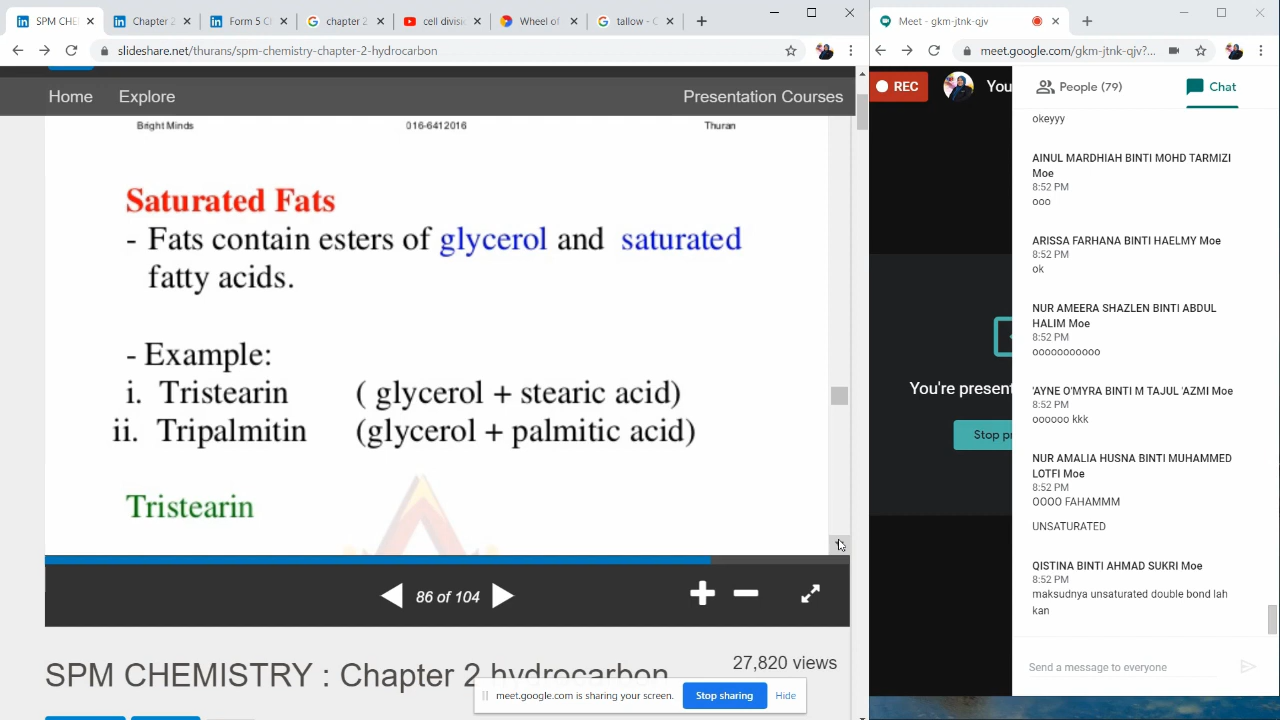 SPM CHE
Chapter 2
Form 5 C
chapter 2
cell divisi
Wheel of
tallow - G
slideshare.net/thurans/spm-chemistry-chapter-2-hydrocarbon
Home Explore Presentation Courses
Bright Minds 016-6412016 Thuran
Saturated Fats
- Fats contain esters of glycerol and saturated
fatty acids.
- Example:
i. Tristearin ( glycerol + stearic acid)
ii. Tripalmitin (glycerol + palmitic acid)
Tristearin
86 of 104
SPM CHEMISTRY : Chapter 2 hydrocarbon
27,820 views
meet.google.com is sharing your screen. Stop sharing Hide
Meet - gkm-jtnk-qjv
meet.google.com/gkm-jtnk-qjv?...
REC
You
You're present
Stop pr
People (79) Chat
okeyyy
AINUL MARDHIAH BINTI MOHD TARMIZI
Moe
8:52 PM
ooo
ARISSA FARHANA BINTI HAELMY Moe
8:52 PM
ok
NUR AMEERA SHAZLEN BINTI ABDUL
HALIM Moe
8:52 PM
ooooooooooo
'AYNE O'MYRA BINTI M TAJUL 'AZMI Moe
8:52 PM
oooooo kkk
NUR AMALIA HUSNA BINTI MUHAMMED
LOTFI Moe
8:52 PM
OOOO FAHAMMM
UNSATURATED
QISTINA BINTI AHMAD SUKRI Moe
8:52 PM
maksudnya unsaturated double bond lah
kan
Send a message to everyone